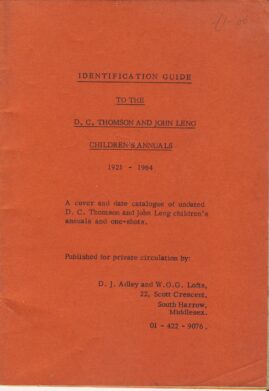 £1-00
IDENTIFICATION GUIDE
TO THE
D. C. THOMSON AND JOHN LENG
CHILDREN'S ANNUALS
1921 - 1964
A cover and date catalogue of undated
D. C. Thomson and John Leng children's
annuals and one-shots.
Published for private circulation by:
D. J. Adley and W.O.G. Lofts,
22, Scott Crescent,
South Harrow,
Middlesex.
01 - 422 - 9076.